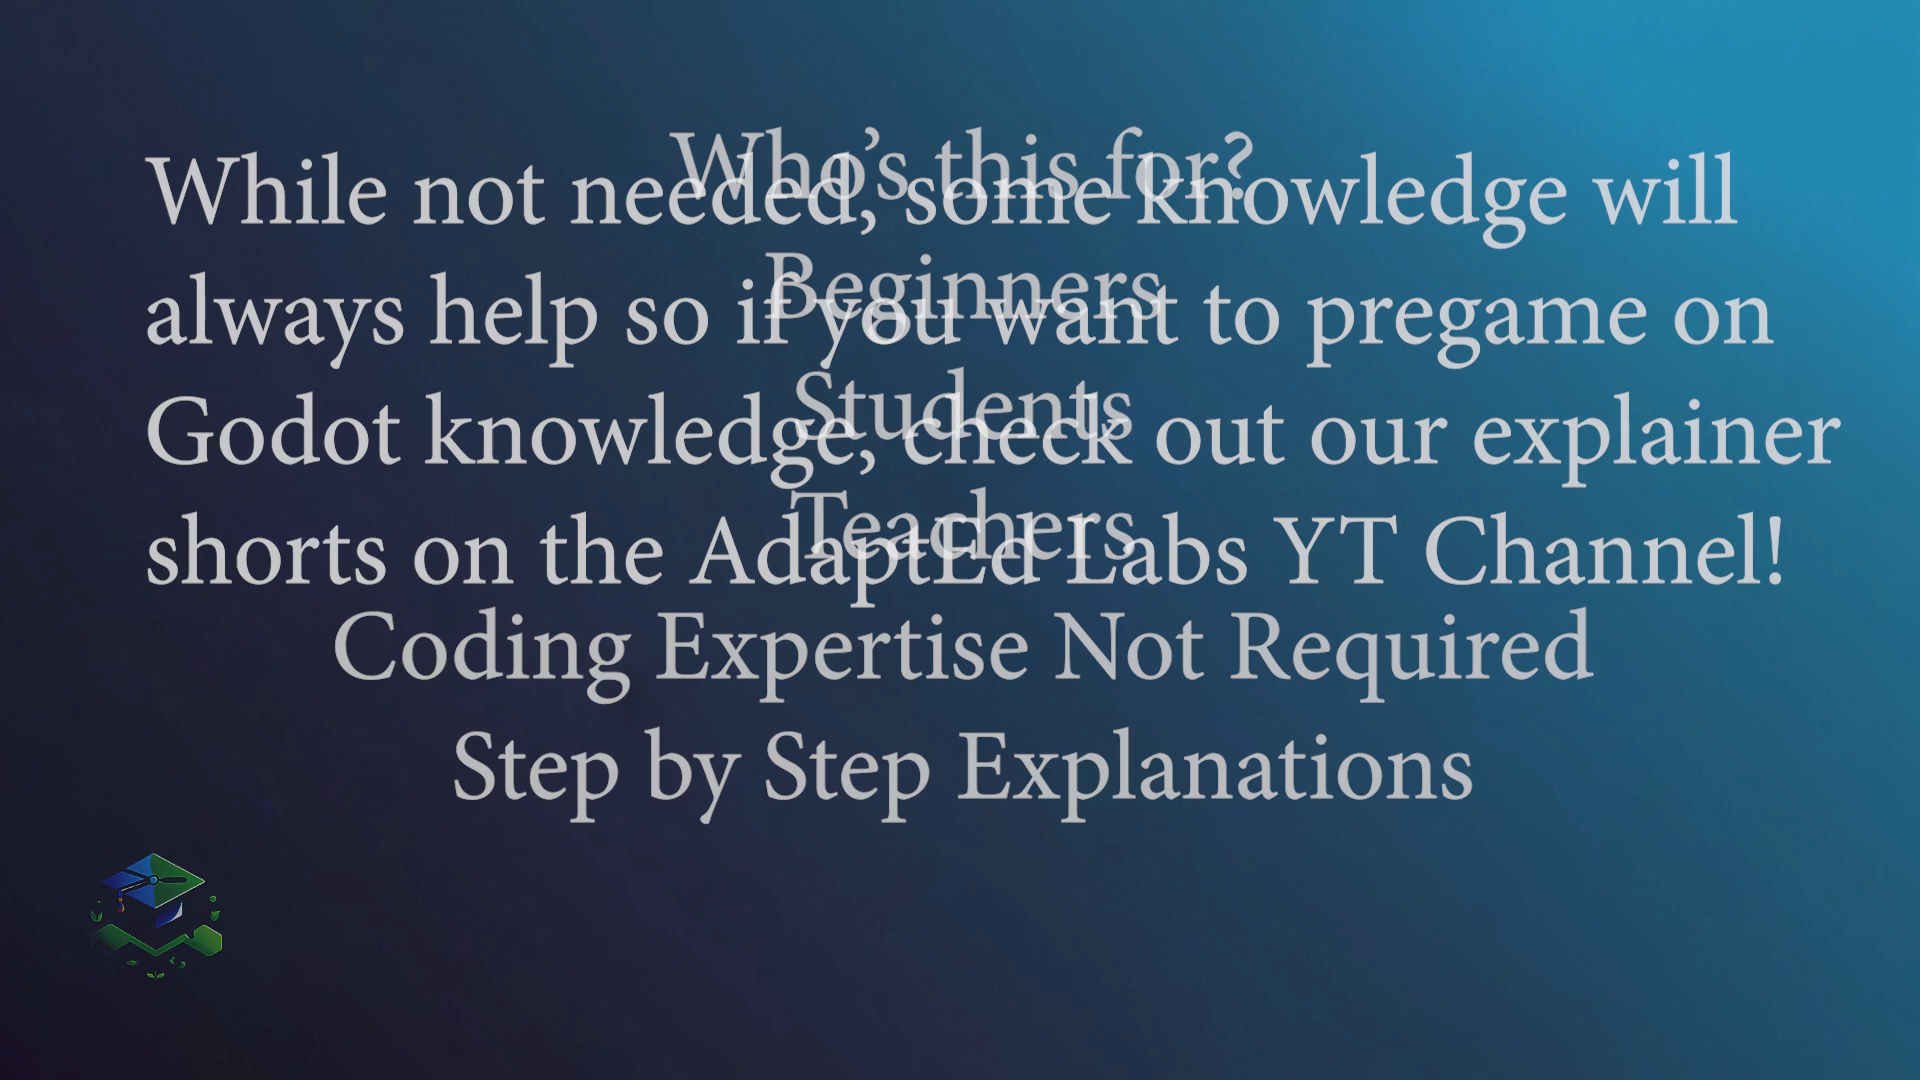 Who's this for?
Beginners
Students
Teachers
Coding Expertise Not Required
Step by Step Explanations
While not needed, some knowledge will
always help so if you want to pregame on
Godot knowledge, check out our explainer
shorts on the AdaptEd Labs YT Channel!